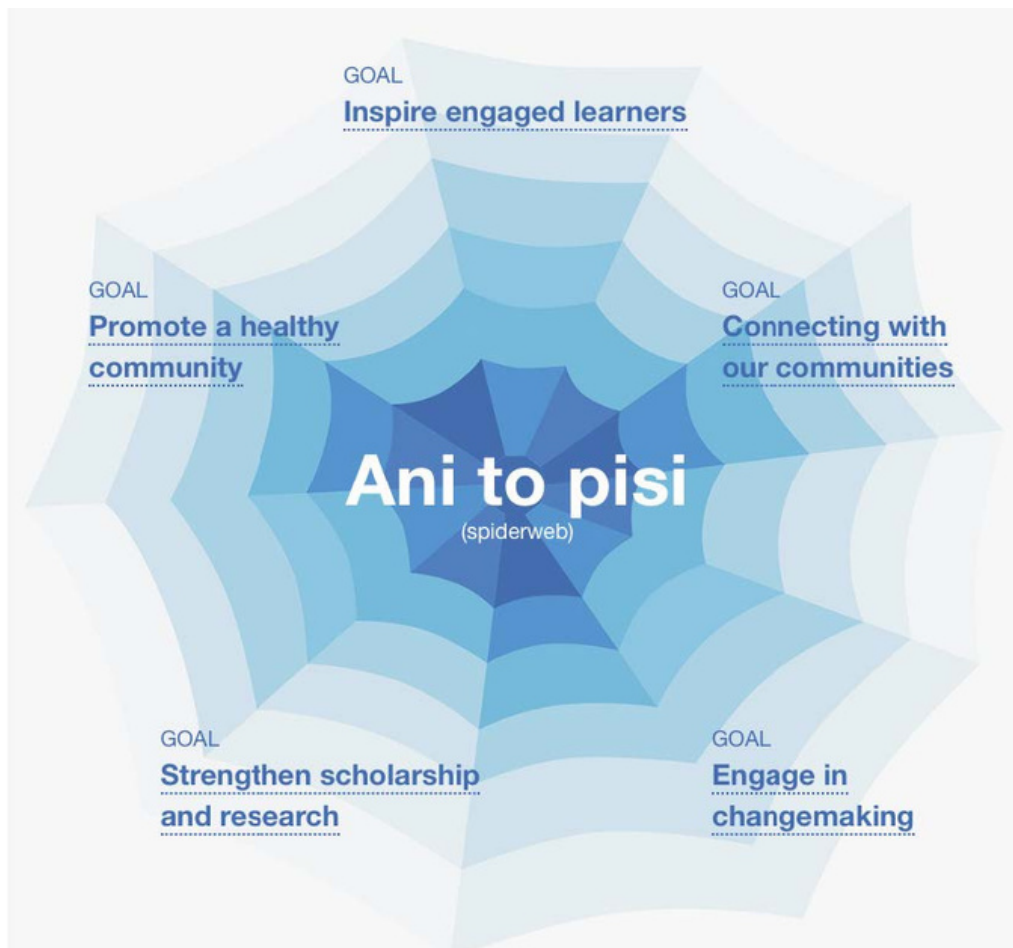 GOAL
Inspire engaged learners
GOAL
Promote a healthy
community
GOAL
Connecting with
our communities
Ani to pisi
(spiderweb)
GOAL
Strengthen scholarship
and research
GOAL
Engage in
changemaking